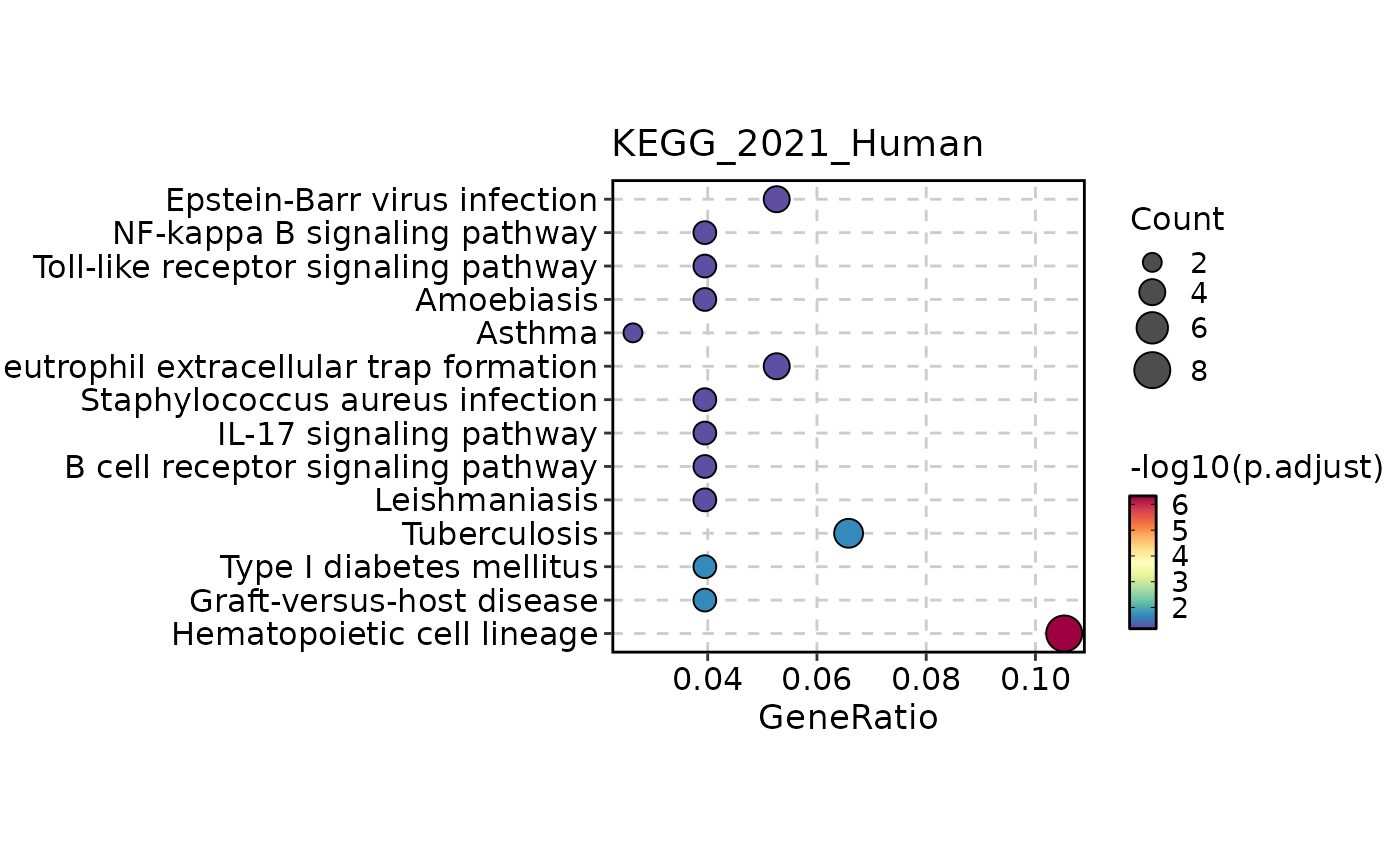 KEGG_2021_Human
Epstein-Barr virus infection
NF-kappa B signaling pathway
Toll-like receptor signaling pathway
Amoebiasis
Asthma
eutrophil extracellular trap formation
Staphylococcus aureus infection
IL-17 signaling pathway
B cell receptor signaling pathway
Leishmaniasis
Tuberculosis
Type I diabetes mellitus
Graft-versus-host disease
Hematopoietic cell lineage
0.04 0.06 0.08 0.10
GeneRatio
Count
2
4
6
8
-log10(p.adjust)
6
5
4
3
2